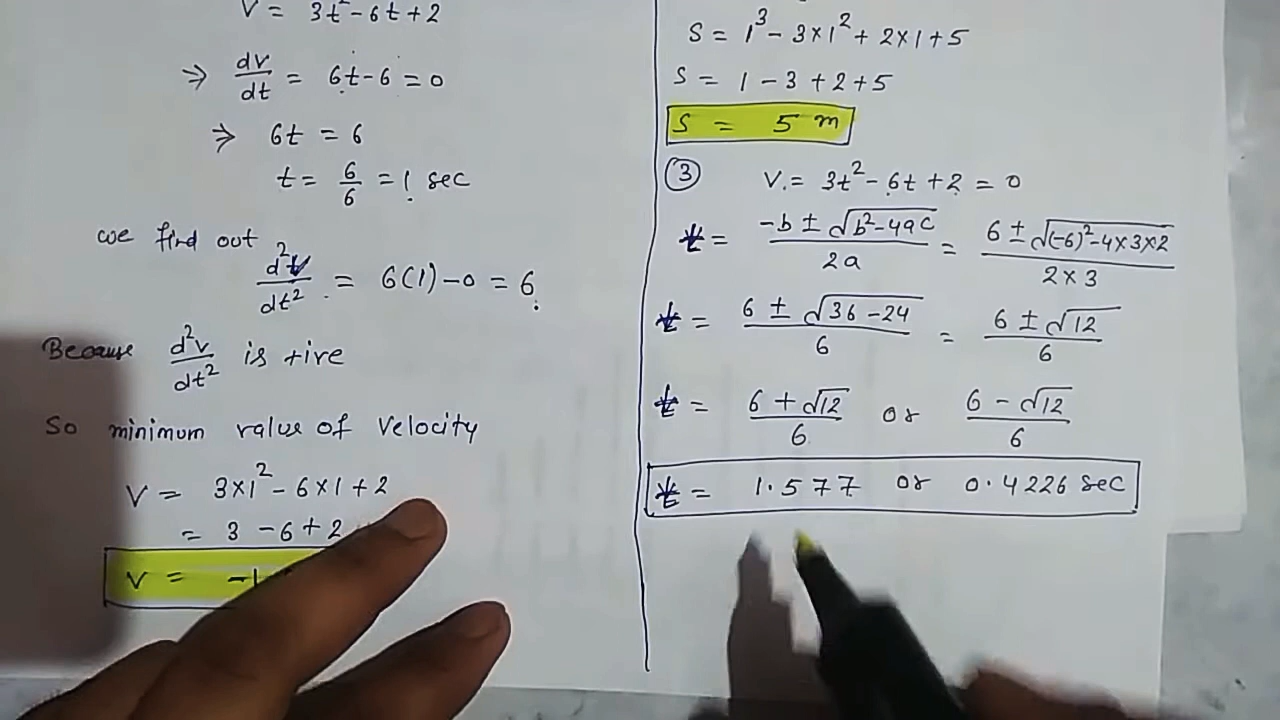 V = 3t² - 6t + 2
⇒ dv/dt = 6t - 6 = 0
⇒ 6t = 6
t = 6/6 = 1 sec
we find out
d²v/dt² = 6(1) - 0 = 6
Because d²v/dt² is +ive
So minimum value of velocity
V = 3×1² - 6×1 + 2
= 3 - 6 + 2
V = -1
S = 1³ - 3×1² + 2×1 + 5
S = 1 - 3 + 2 + 5
S = 5 m
③ V = 3t² - 6t + 2 = 0
t = (-b ± √(b² - 4ac))/2a = (6 ± √((-6)² - 4×3×2))/(2×3)
t = (6 ± √(36 - 24))/6 = (6 ± √12)/6
t = (6 + √12)/6 or (6 - √12)/6
t = 1.577 or 0.4226 sec